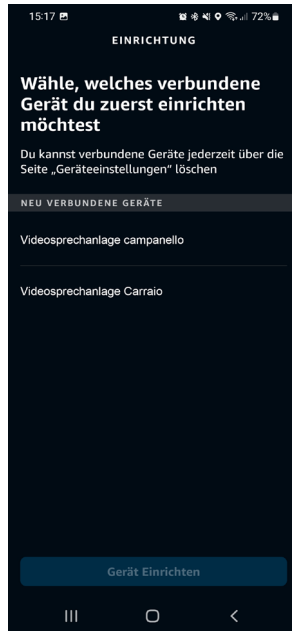 15:17 72%
EINRICHTUNG
Wähle, welches verbundene
Gerät du zuerst einrichten
möchtest
Du kannst verbundene Geräte jederzeit über die
Seite „Geräteeinstellungen“ löschen
NEU VERBUNDENE GERÄTE
Videosprechanlage campanello
Videosprechanlage Carraio
Gerät Einrichten